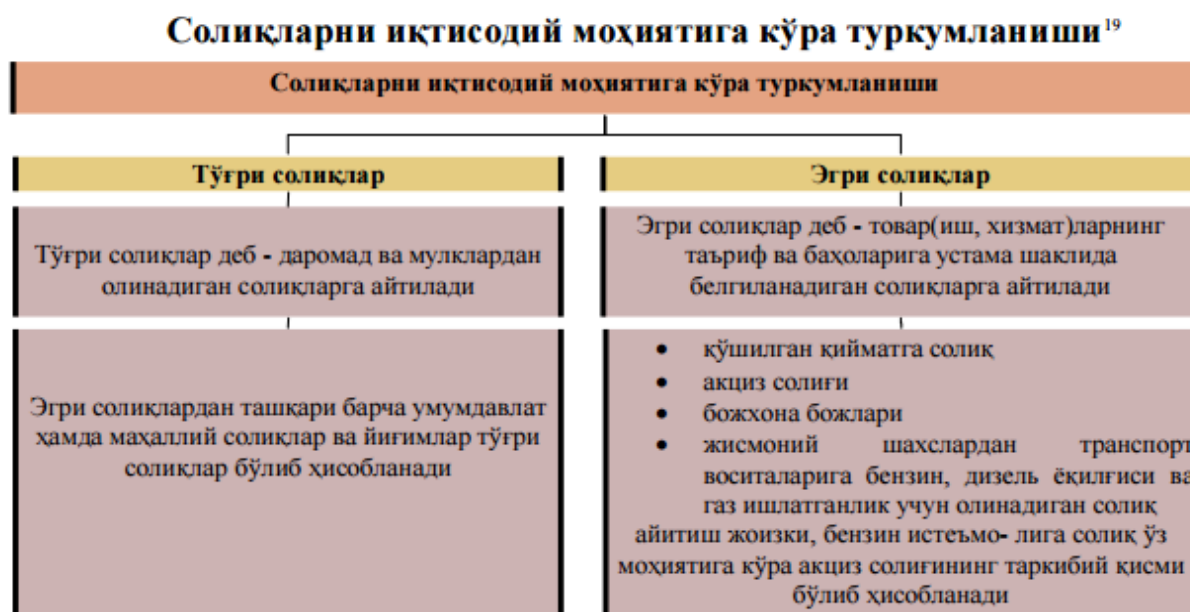 Солиқларни иқтисодий моҳиятига кўра туркумланиши¹⁹
Солиқларни иқтисодий моҳиятига кўра туркумланиши
Тўғри солиқлар
Тўғри солиқлар деб - даромад ва мулклардан
олинадиган солиқларга айтилади
Эгри солиқлардан ташқари барча умумдавлат
ҳамда маҳаллий солиқлар ва йиғимлар тўғри
солиқлар бўлиб ҳисобланади
Эгри солиқлар
Эгри солиқлар деб - товар(иш, хизмат)ларнинг
таъриф ва баҳоларига устама шаклида
белгиланадиган солиқларга айтилади
• қўшилган қийматга солиқ
• акциз солиғи
• божхона божлари
• жисмоний шахслардан транспорт
воситаларига бензин, дизель ёқилғиси ва
газ ишлатганлик учун олинадиган солиқ
айитиш жоизки, бензин истеъмо- лига солиқ ўз
моҳиятига кўра акциз солиғининг таркибий қисми
бўлиб ҳисобланади